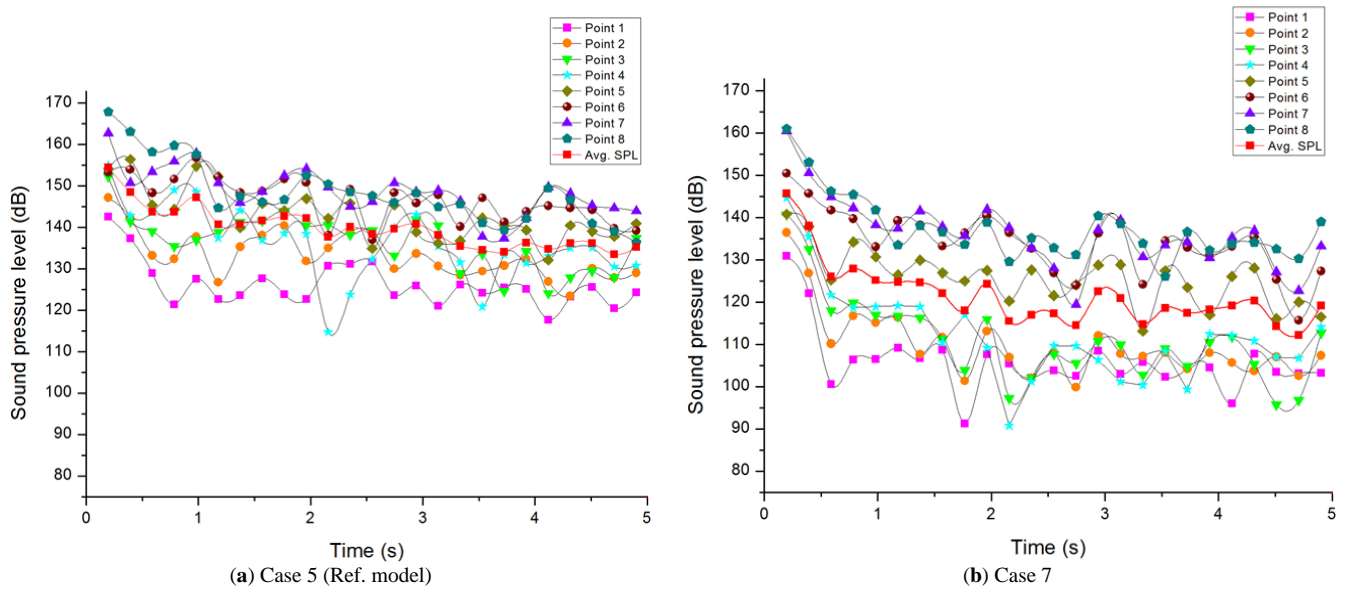 Point 1
Point 2
Point 3
Point 4
Point 5
Point 6
Point 7
Point 8
Avg. SPL
170
160
150
140
130
120
110
100
90
80
Sound pressure level (dB)
0
1
2
3
4
5
Time (s)
(a) Case 5 (Ref. model)
Point 1
Point 2
Point 3
Point 4
Point 5
Point 6
Point 7
Point 8
Avg. SPL
170
160
150
140
130
120
110
100
90
80
Sound pressure level (dB)
0
1
2
3
4
5
Time (s)
(b) Case 7